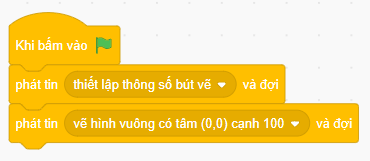 Khi bấm vào
phát tin thiết lập thông số bút vẽ và đợi
phát tin vẽ hình vuông có tâm (0,0) cạnh 100 và đợi